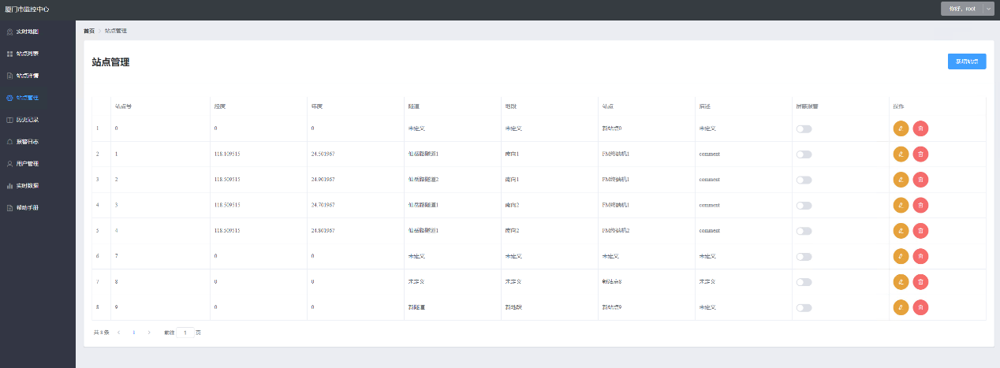 厦门市监控中心
你好，root
实时地图
站点列表
站点详情
站点管理
历史记录
报警日志
用户管理
实时数据
帮助手册
首页 > 站点管理
站点管理
新增站点
站点号 经度 纬度 隧道 地段 站点 描述 屏蔽报警 操作
1 0 0 0 未定义 未定义 新站点0 未定义
2 1 118.109515 24.501967 仙岳路隧道1 南向1 FM终端机1 comment
3 2 118.509515 24.901967 仙岳路隧道2 南向1 FM终端机1 comment
4 3 118.509515 24.701967 仙岳路隧道1 南向2 FM终端机1 comment
5 4 118.509515 24.801967 仙岳路隧道1 南向2 FM终端机2 comment
6 7 0 0 未定义 未定义 未定义 未定义
7 8 0 0 未定义 未定义 新站点8 未定义
8 9 0 0 新隧道 新地段 新站点9 未定义
共 8 条 < 1 > 前往 1 页